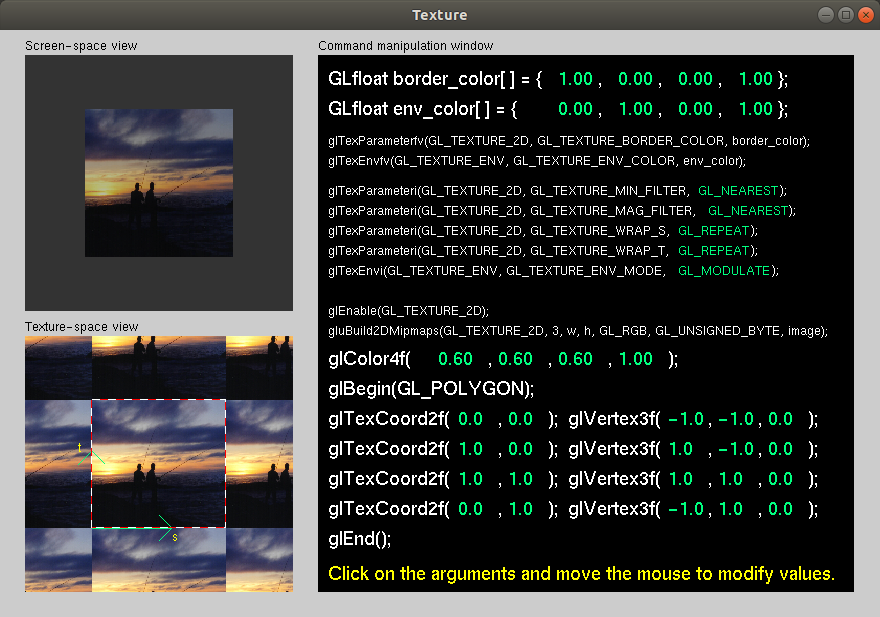 Texture
Screen-space view
Command manipulation window
GLfloat border_color[ ] = { 1.00 , 0.00 , 0.00 , 1.00 };
GLfloat env_color[ ] = { 0.00 , 1.00 , 0.00 , 1.00 };
glTexParameterfv(GL_TEXTURE_2D, GL_TEXTURE_BORDER_COLOR, border_color);
glTexEnvfv(GL_TEXTURE_ENV, GL_TEXTURE_ENV_COLOR, env_color);
glTexParameteri(GL_TEXTURE_2D, GL_TEXTURE_MIN_FILTER, GL_NEAREST);
glTexParameteri(GL_TEXTURE_2D, GL_TEXTURE_MAG_FILTER, GL_NEAREST);
glTexParameteri(GL_TEXTURE_2D, GL_TEXTURE_WRAP_S, GL_REPEAT);
glTexParameteri(GL_TEXTURE_2D, GL_TEXTURE_WRAP_T, GL_REPEAT);
glTexEnvi(GL_TEXTURE_ENV, GL_TEXTURE_ENV_MODE, GL_MODULATE);
glEnable(GL_TEXTURE_2D);
gluBuild2DMipmaps(GL_TEXTURE_2D, 3, w, h, GL_RGB, GL_UNSIGNED_BYTE, image);
glColor4f( 0.60 , 0.60 , 0.60 , 1.00 );
glBegin(GL_POLYGON);
glTexCoord2f( 0.0 , 0.0 ); glVertex3f( -1.0 , -1.0 , 0.0 );
glTexCoord2f( 1.0 , 0.0 ); glVertex3f( 1.0 , -1.0 , 0.0 );
glTexCoord2f( 1.0 , 1.0 ); glVertex3f( 1.0 , 1.0 , 0.0 );
glTexCoord2f( 0.0 , 1.0 ); glVertex3f( -1.0 , 1.0 , 0.0 );
glEnd();
Click on the arguments and move the mouse to modify values.
Texture-space view
t
s